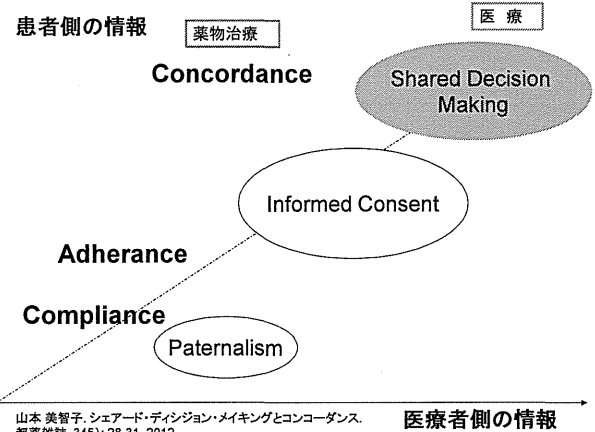 患者側の情報
薬物治療
医 療
Concordance
Shared Decision
Making
Informed Consent
Adherance
Compliance
Paternalism
医療者側の情報
山本 美智子. シェアード・ディシジョン・メイキングとコンコーダンス.